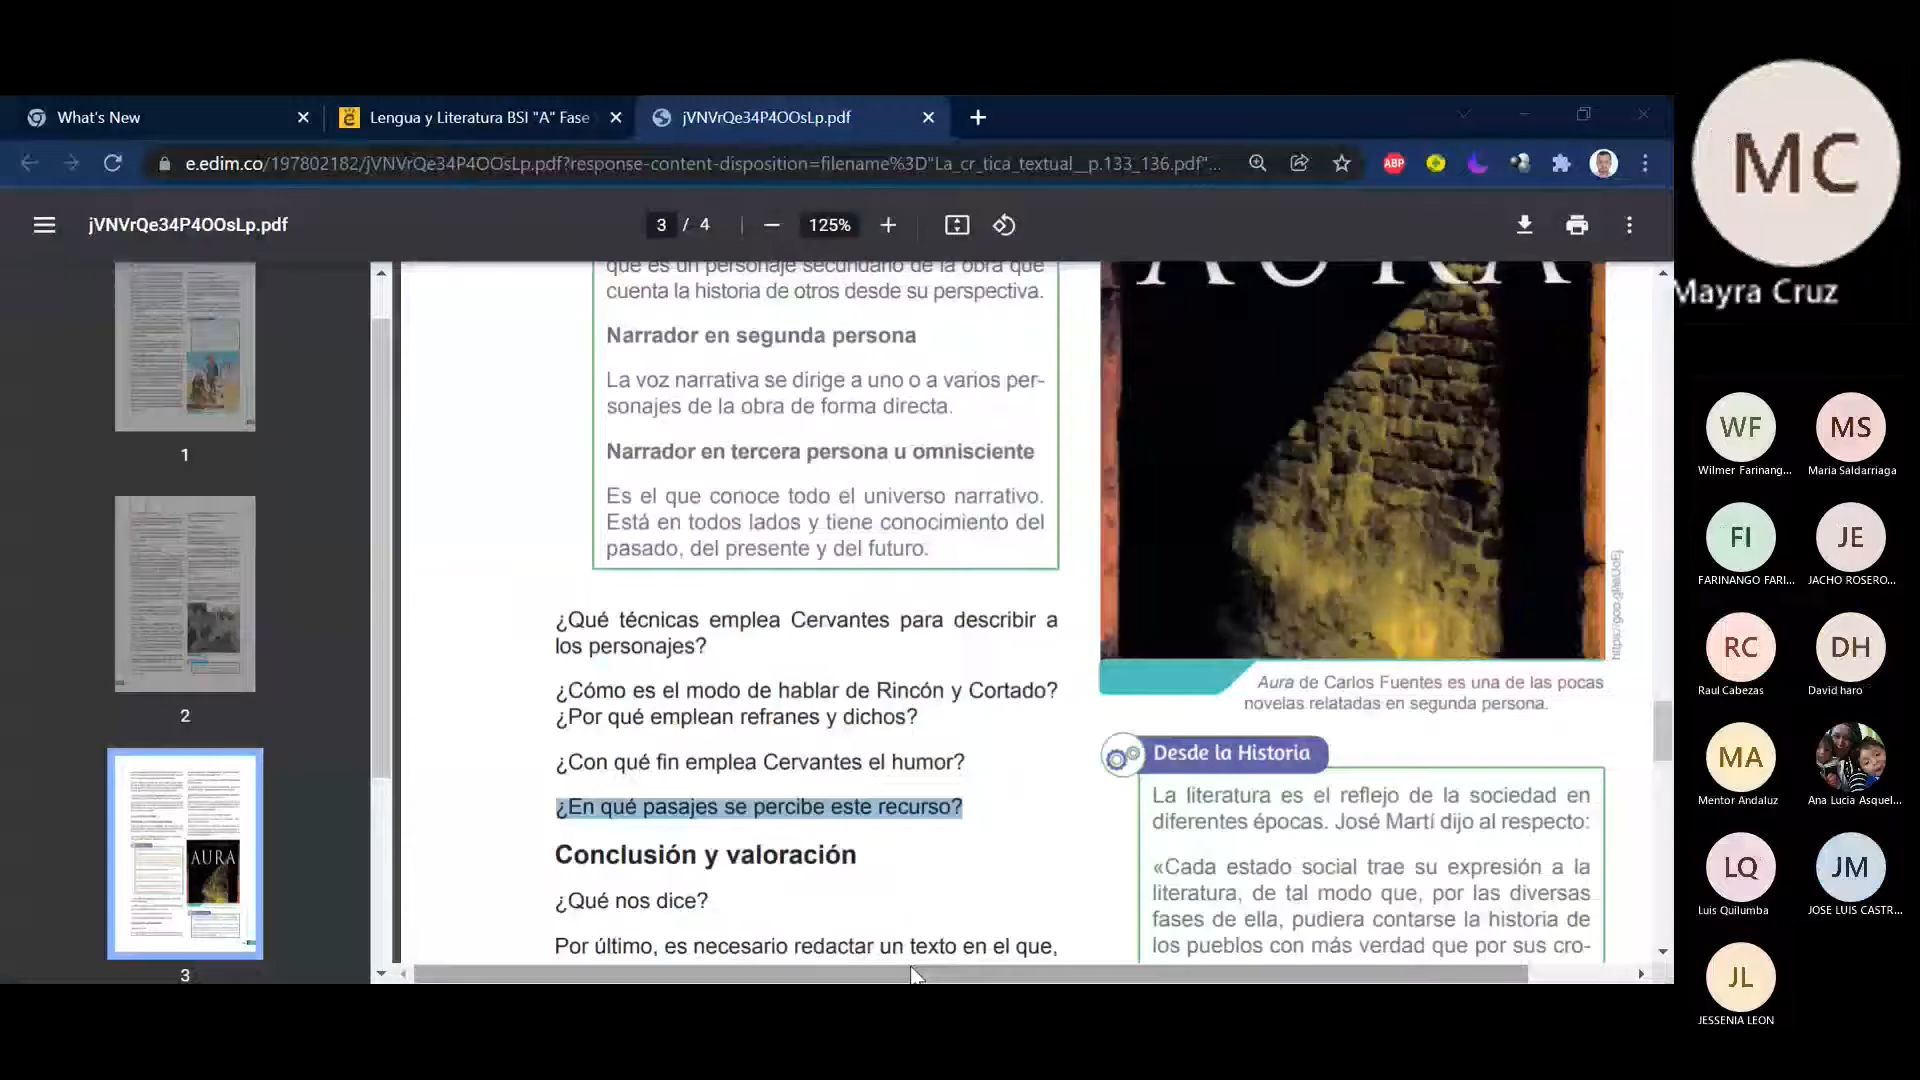 What's New
Lengua y Literatura BSI "A" Fase
jVNVrQe34P4OOsLp.pdf
e.edim.co/197802182/jVNVrQe34P4OOsLp.pdf?response-content-disposition=filename%3D"La_cr_tica_textual__p.133_136.pdf"...
ABP
jVNVrQe34P4OOsLp.pdf
3 / 4
125%
1
2
AURA
3
que es un personaje secundario de la obra que
cuenta la historia de otros desde su perspectiva.
Narrador en segunda persona
La voz narrativa se dirige a uno o a varios per-
sonajes de la obra de forma directa.
Narrador en tercera persona u omnisciente
Es el que conoce todo el universo narrativo.
Está en todos lados y tiene conocimiento del
pasado, del presente y del futuro.
¿Qué técnicas emplea Cervantes para describir a
los personajes?
¿Cómo es el modo de hablar de Rincón y Cortado?
¿Por qué emplean refranes y dichos?
¿Con qué fin emplea Cervantes el humor?
¿En qué pasajes se percibe este recurso?
Conclusión y valoración
¿Qué nos dice?
Por último, es necesario redactar un texto en el que,
AURA
Aura de Carlos Fuentes es una de las pocas
novelas relatadas en segunda persona.
Desde la Historia
La literatura es el reflejo de la sociedad en
diferentes épocas. José Martí dijo al respecto:
«Cada estado social trae su expresión a la
literatura, de tal modo que, por las diversas
fases de ella, pudiera contarse la historia de
los pueblos con más verdad que por sus cro-
MC
Mayra Cruz
WF
Wilmer Farinang...
MS
Maria Saldarriaga
FI
FARINANGO FARI...
JE
JACHO ROSERO...
RC
Raul Cabezas
DH
David haro
MA
Mentor Andaluz
Ana Lucia Asquel...
LQ
Luis Quilumba
JM
JOSE LUIS CASTR...
JL
JESSENIA LEON